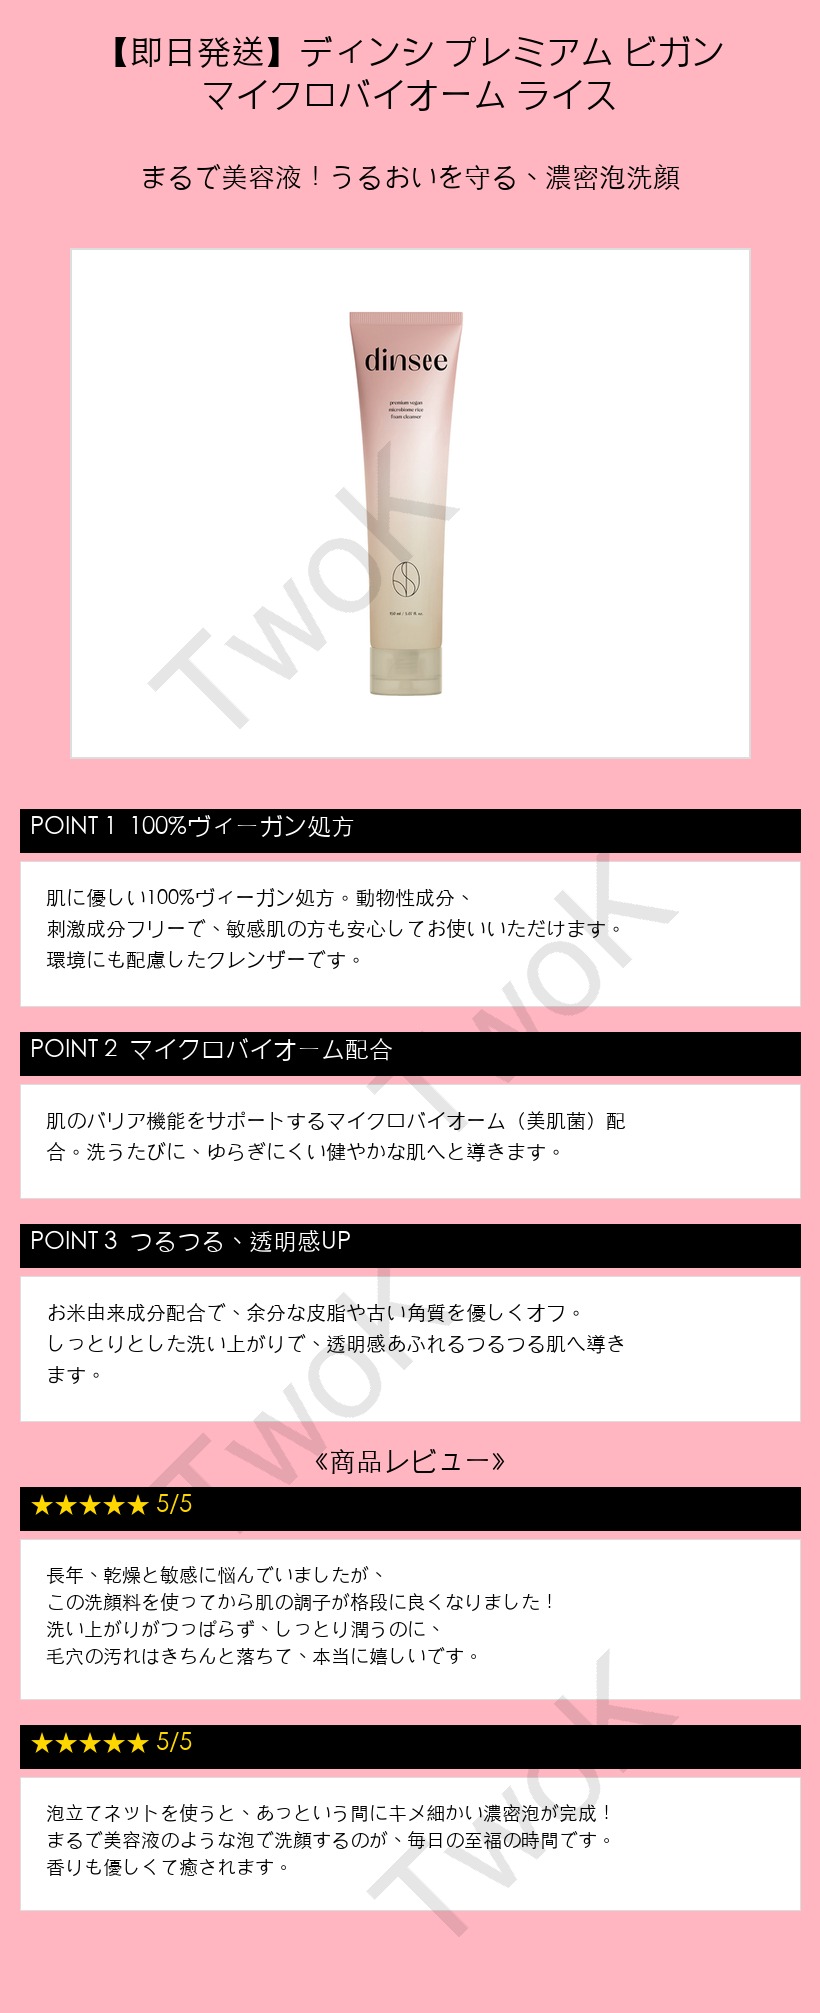 【即日発送】ディンシ プレミアム ビガン
マイクロバイオーム ライス
まるで美容液！うるおいを守る、濃密泡洗顔
dinsee
premium vegan
microbiome rice
foam cleanser
150 ml / 5.07 fl. oz.
TwoK
POINT 1 100%ヴィーガン処方
肌に優しい100%ヴィーガン処方。動物性成分、
刺激成分フリーで、敏感肌の方も安心してお使いいただけます。
環境にも配慮したクレンザーです。
TwoK
POINT 2 マイクロバイオーム配合
肌のバリア機能をサポートするマイクロバイオーム（美肌菌）配
合。洗うたびに、ゆらぎにくい健やかな肌へと導きます。
POINT 3 つるつる、透明感UP
お米由来成分配合で、余分な皮脂や古い角質を優しくオフ。
しっとりとした洗い上がりで、透明感あふれるつるつる肌へ導き
ます。
TwoK
《商品レビュー》
★★★★★ 5/5
長年、乾燥と敏感に悩んでいましたが、
この洗顔料を使ってから肌の調子が格段に良くなりました！
洗い上がりがつっぱらず、しっとり潤うのに、
毛穴の汚れはきちんと落ちて、本当に嬉しいです。
★★★★★ 5/5
泡立てネットを使うと、あっという間にキメ細かい濃密泡が完成！
まるで美容液のような泡で洗顔するのが、毎日の至福の時間です。
香りも優しくて癒されます。
TwoK